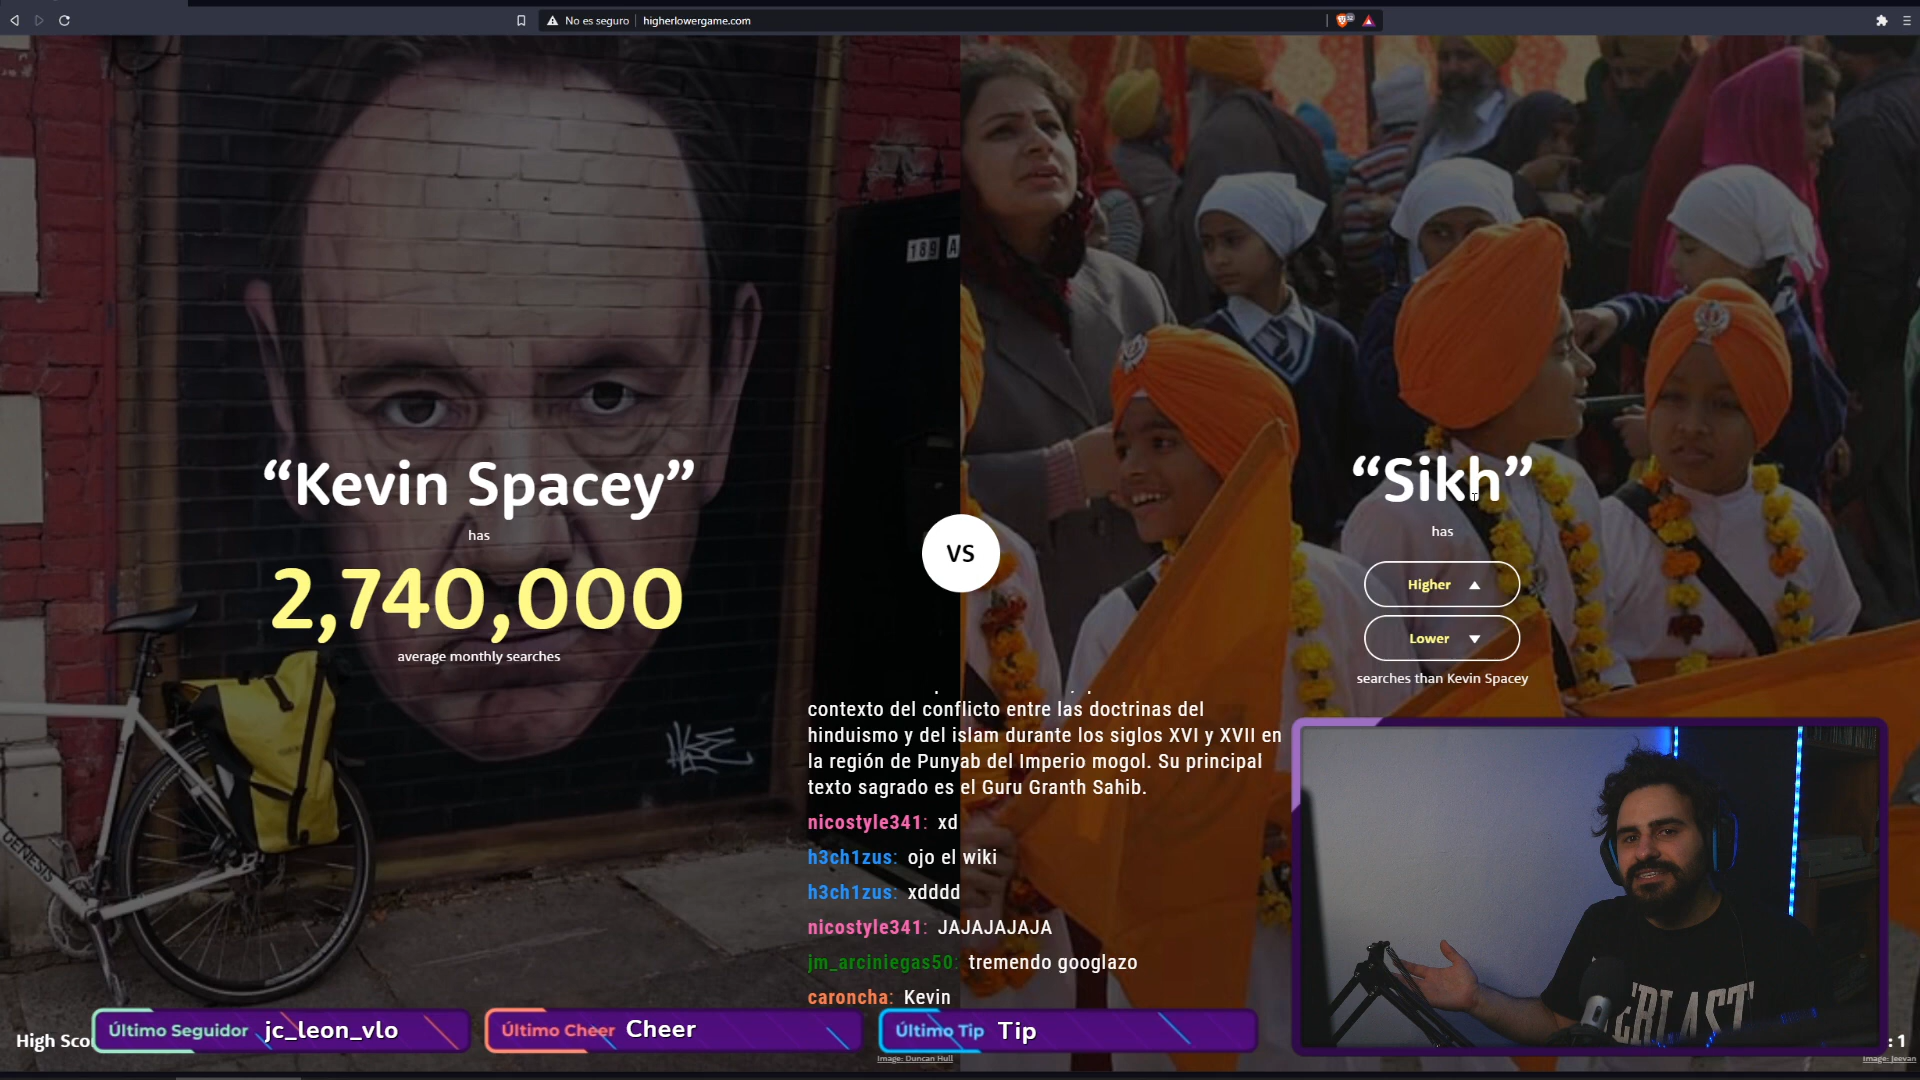 No es seguro
higherlowergame.com
189 A
“Kevin Spacey”
has
2,740,000
average monthly searches
VS
“Sikh”
has
Higher
Lower
searches than Kevin Spacey
contexto del conflicto entre las doctrinas del
hinduismo y del islam durante los siglos XVI y XVII en
la región de Punyab del Imperio mogol. Su principal
texto sagrado es el Guru Granth Sahib.
nicostyle341: xd
h3ch1zus: ojo el wiki
h3ch1zus: xdddd
nicostyle341: JAJAJAJAJA
jm_arciniegas50: tremendo googlazo
caroncha: Kevin
GENESIS
EVERLAST
High Sco
Último Seguidor jc_leon_vlo
Último Cheer Cheer
Último Tip Tip
: 1
Image: Duncan Hull
Image: Jeevan